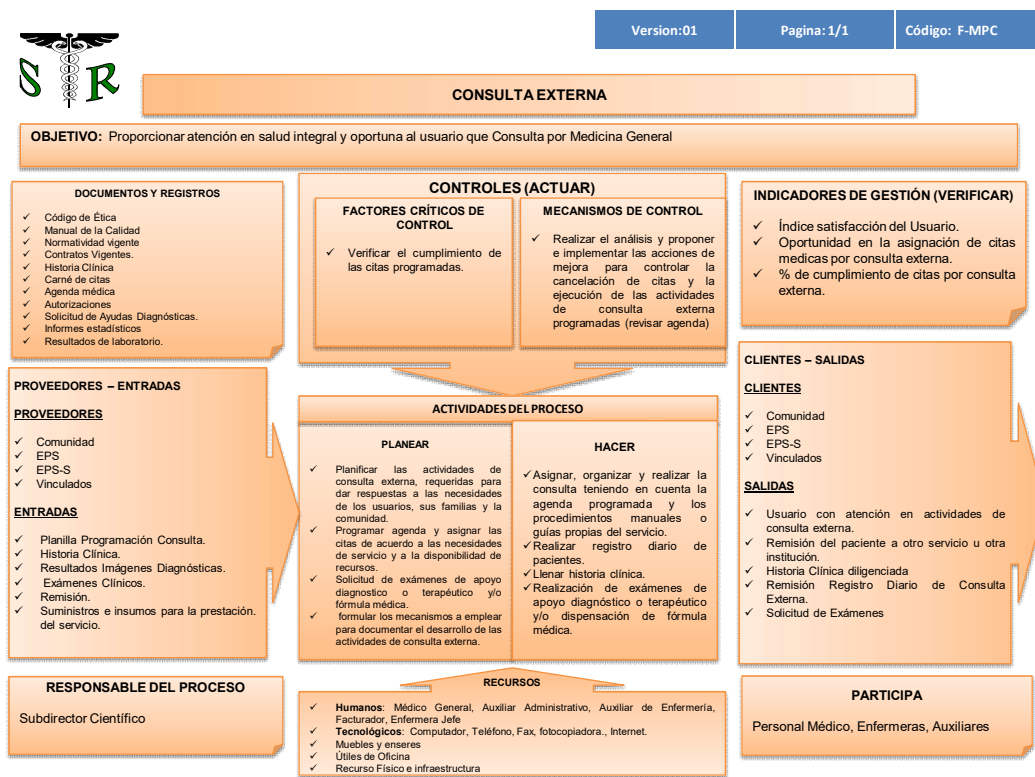 Version:01
Pagina: 1/1
Código: F-MPC
S R
CONSULTA EXTERNA
OBJETIVO: Proporcionar atención en salud integral y oportuna al usuario que Consulta por Medicina General
DOCUMENTOS Y REGISTROS
✓ Código de Ética
✓ Manual de la Calidad
✓ Normatividad vigente
✓ Contratos Vigentes.
✓ Historia Clínica
✓ Carné de citas
✓ Agenda médica
✓ Autorizaciones
✓ Solicitud de Ayudas Diagnósticas.
✓ Informes estadísticos
✓ Resultados de laboratorio.
CONTROLES (ACTUAR)
FACTORES CRÍTICOS DE
CONTROL
✓ Verificar el cumplimiento de
las citas programadas.
MECANISMOS DE CONTROL
✓ Realizar el análisis y proponer
e implementar las acciones de
mejora para controlar la
cancelación de citas y la
ejecución de las actividades
de consulta externa
programadas (revisar agenda)
INDICADORES DE GESTIÓN (VERIFICAR)
✓ Índice satisfacción del Usuario.
✓ Oportunidad en la asignación de citas
medicas por consulta externa.
✓ % de cumplimiento de citas por consulta
externa.
PROVEEDORES – ENTRADAS
PROVEEDORES
✓ Comunidad
✓ EPS
✓ EPS-S
✓ Vinculados
ENTRADAS
✓ Planilla Programación Consulta.
✓ Historia Clínica.
✓ Resultados Imágenes Diagnósticas.
✓ Exámenes Clínicos.
✓ Remisión.
✓ Suministros e insumos para la prestación.
del servicio.
ACTIVIDADES DEL PROCESO
PLANEAR
✓ Planificar las actividades de
consulta externa, requeridas para
dar respuestas a las necesidades
de los usuarios, sus familias y la
comunidad.
✓ Programar agenda y asignar las
citas de acuerdo a las necesidades
de servicio y a la disponibilidad de
recursos.
✓ Solicitud de exámenes de apoyo
diagnostico o terapéutico y/o
fórmula médica.
✓ formular los mecanismos a emplear
para documentar el desarrollo de las
actividades de consulta externa.
HACER
✓ Asignar, organizar y realizar la
consulta teniendo en cuenta la
agenda programada y los
procedimientos manuales o
guías propias del servicio.
✓ Realizar registro diario de
pacientes.
✓ Llenar historia clínica.
✓ Realización de exámenes de
apoyo diagnóstico o terapéutico
y/o dispensación de fórmula
médica.
CLIENTES – SALIDAS
CLIENTES
✓ Comunidad
✓ EPS
✓ EPS-S
✓ Vinculados
SALIDAS
✓ Usuario con atención en actividades de
consulta externa.
✓ Remisión del paciente a otro servicio u otra
institución.
✓ Historia Clínica diligenciada
✓ Remisión Registro Diario de Consulta
Externa.
✓ Solicitud de Exámenes
RESPONSABLE DEL PROCESO
Subdirector Científico
RECURSOS
✓ Humanos: Médico General, Auxiliar Administrativo, Auxiliar de Enfermería,
Facturador, Enfermera Jefe
✓ Tecnológicos: Computador, Teléfono, Fax, fotocopiadora., Internet.
✓ Muebles y enseres
✓ Útiles de Oficina
✓ Recurso Físico e infraestructura
PARTICIPA
Personal Médico, Enfermeras, Auxiliares